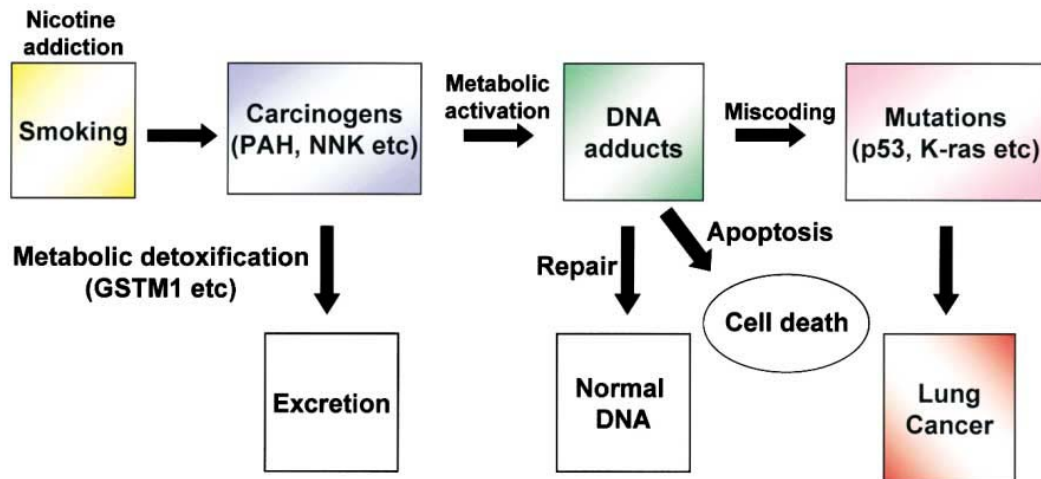 Nicotine
addiction
Smoking
Carcinogens
(PAH, NNK etc)
Metabolic
activation
DNA
adducts
Miscoding
Mutations
(p53, K-ras etc)
Metabolic detoxification
(GSTM1 etc)
Excretion
Repair
Normal
DNA
Apoptosis
Cell death
Lung
Cancer